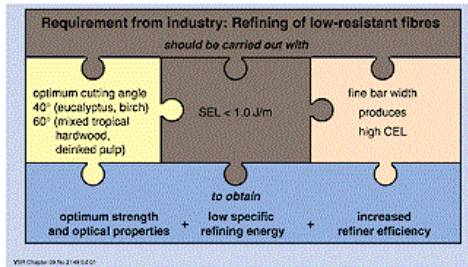 Requirement from industry: Refining of low-resistant fibres
should be carried out with
optimum cutting angle
40° (eucalyptus, birch)
60° (mixed tropical
hardwood,
deinked pulp)
SEL < 1.0 J/m
fine bar width
produces
high CEL
to obtain
optimum strength
and optical properties
+
low specific
refining energy
+
increased
refiner efficiency